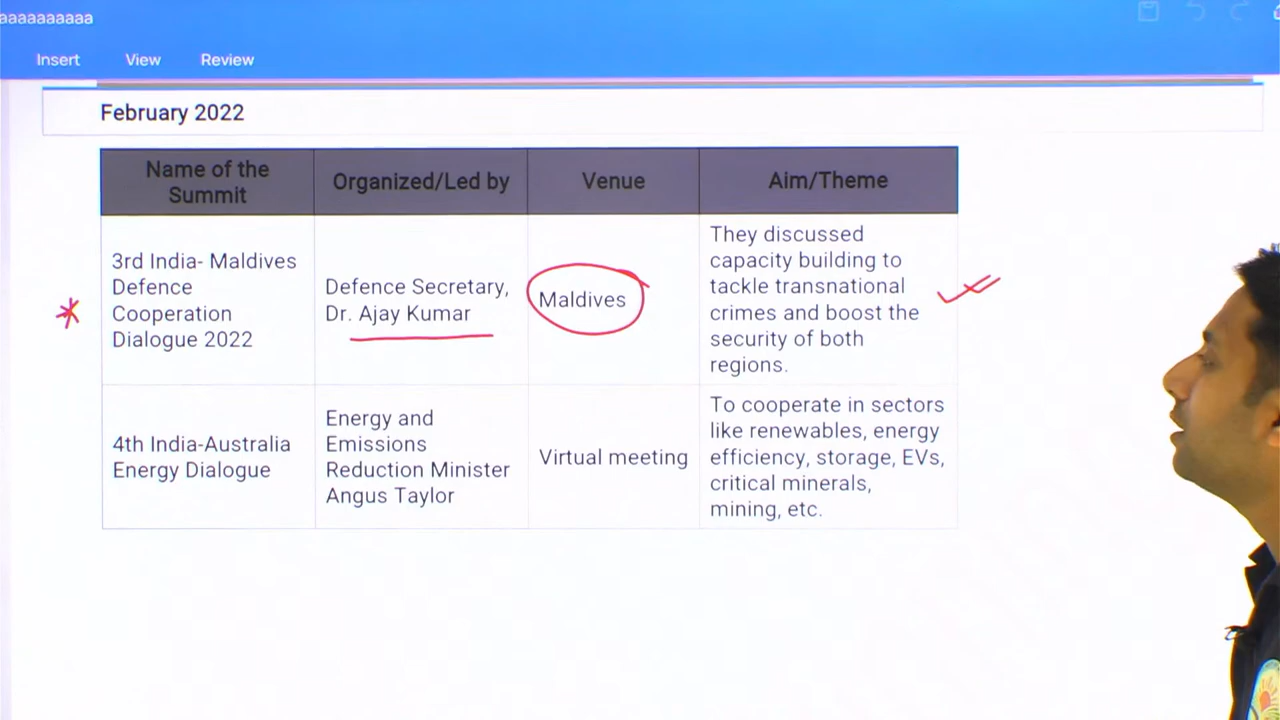 aaaaaaaaaa
Insert View Review
February 2022
Name of the
Summit
Organized/Led by
Venue
Aim/Theme
3rd India- Maldives
Defence
Cooperation
Dialogue 2022
Defence Secretary,
Dr. Ajay Kumar
Maldives
They discussed
capacity building to
tackle transnational
crimes and boost the
security of both
regions.
4th India-Australia
Energy Dialogue
Energy and
Emissions
Reduction Minister
Angus Taylor
Virtual meeting
To cooperate in sectors
like renewables, energy
efficiency, storage, EVs,
critical minerals,
mining, etc.